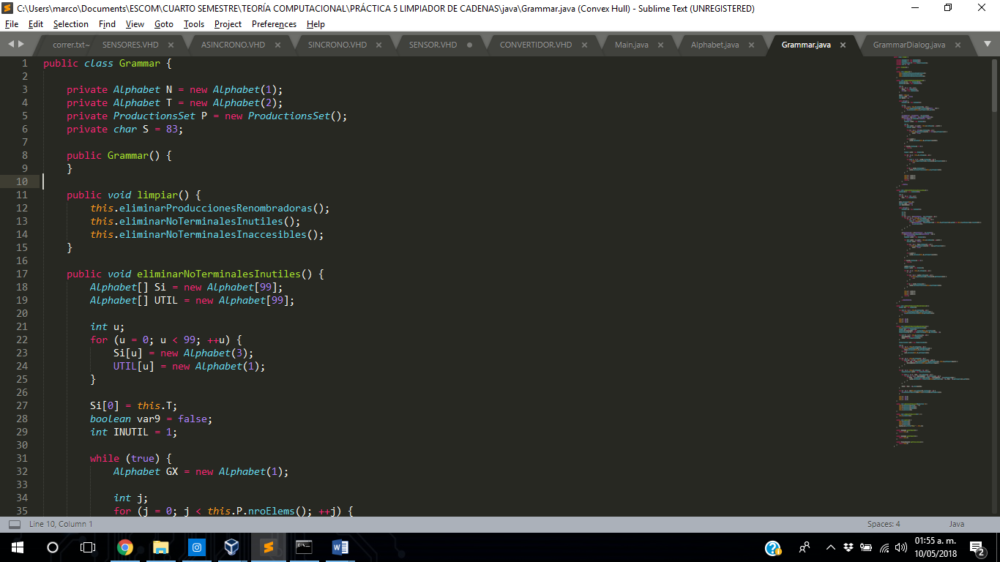 C:\Users\marco\Documents\ESCOM\CUARTO SEMESTRE\TEORÍA COMPUTACIONAL\PRÁCTICA 5 LIMPIADOR DE CADENAS\java\Grammar.java (Convex Hull) - Sublime Text (UNREGISTERED)
File Edit Selection Find View Goto Tools Project Preferences Help
correr.txt~ SENSORES.VHD ASINCRONO.VHD SINCRONO.VHD SENSOR.VHD CONVERTIDOR.VHD Main.java Alphabet.java Grammar.java GrammarDialog.java
1 public class Grammar {
2
3     private Alphabet N = new Alphabet(1);
4     private Alphabet T = new Alphabet(2);
5     private ProductionsSet P = new ProductionsSet();
6     private char S = 83;
7
8     public Grammar() {
9     }
10
11     public void limpiar() {
12         this.eliminarProduccionesRenombradoras();
13         this.eliminarNoTerminalesInutiles();
14         this.eliminarNoTerminalesInaccesibles();
15     }
16
17     public void eliminarNoTerminalesInutiles() {
18         Alphabet[] Si = new Alphabet[99];
19         Alphabet[] UTIL = new Alphabet[99];
20
21         int u;
22         for (u = 0; u < 99; ++u) {
23             Si[u] = new Alphabet(3);
24             UTIL[u] = new Alphabet(1);
25         }
26
27         Si[0] = this.T;
28         boolean var9 = false;
29         int INUTIL = 1;
30
31         while (true) {
32             Alphabet GX = new Alphabet(1);
33
34             int j;
35             for (j = 0; j < this.P.nroElems(); ++j) {
Line 10, Column 1 Spaces: 4 Java
01:55 a. m.
10/05/2018
2